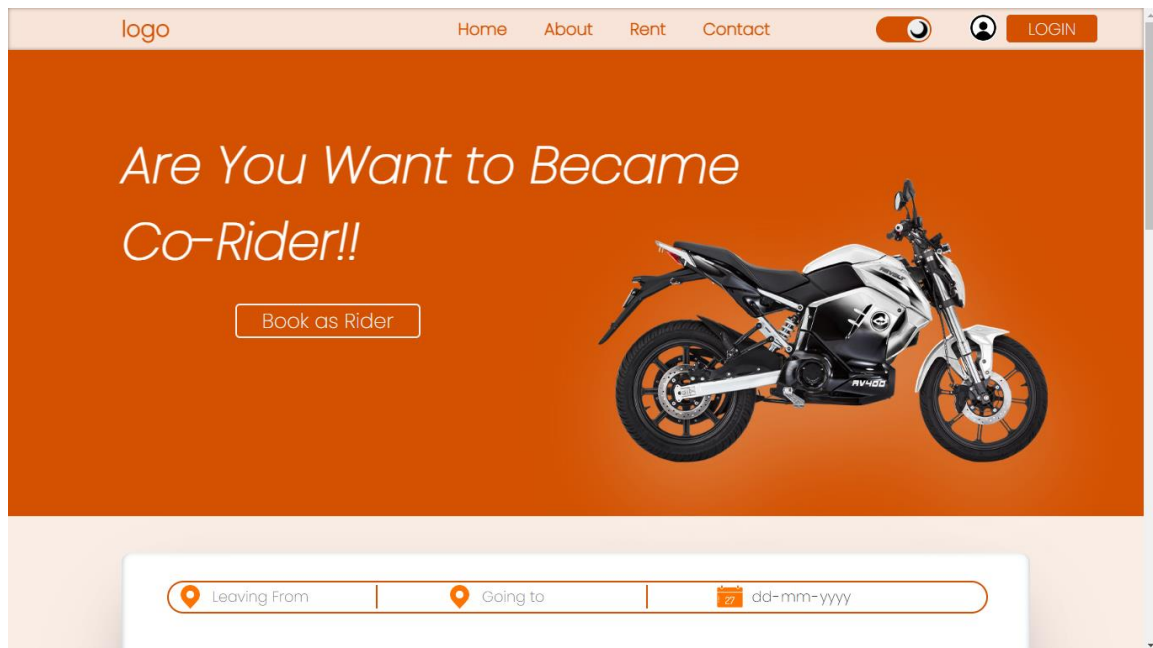 logo
Home
About
Rent
Contact
LOGIN
Are You Want to Became
Co-Rider!!
Book as Rider
RV400
Leaving From
Going to
27
dd-mm-yyyy